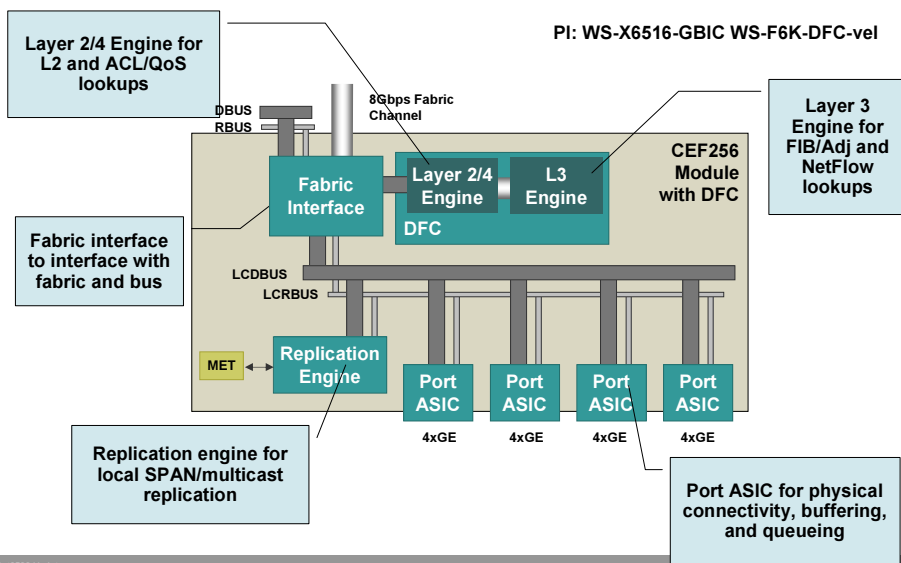 PI: WS-X6516-GBIC WS-F6K-DFC-vel
Layer 2/4 Engine for
L2 and ACL/QoS
lookups
8Gbps Fabric
Channel
DBUS
RBUS
Layer 3
Engine for
FIB/Adj and
NetFlow
lookups
CEF256
Module
with DFC
Fabric
Interface
Layer 2/4
Engine
L3
Engine
DFC
Fabric interface
to interface with
fabric and bus
LCDBUS
LCRBUS
MET
Replication
Engine
Port
ASIC
Port
ASIC
Port
ASIC
Port
ASIC
4xGE
4xGE
4xGE
4xGE
Replication engine for
local SPAN/multicast
replication
Port ASIC for physical
connectivity, buffering,
and queueing